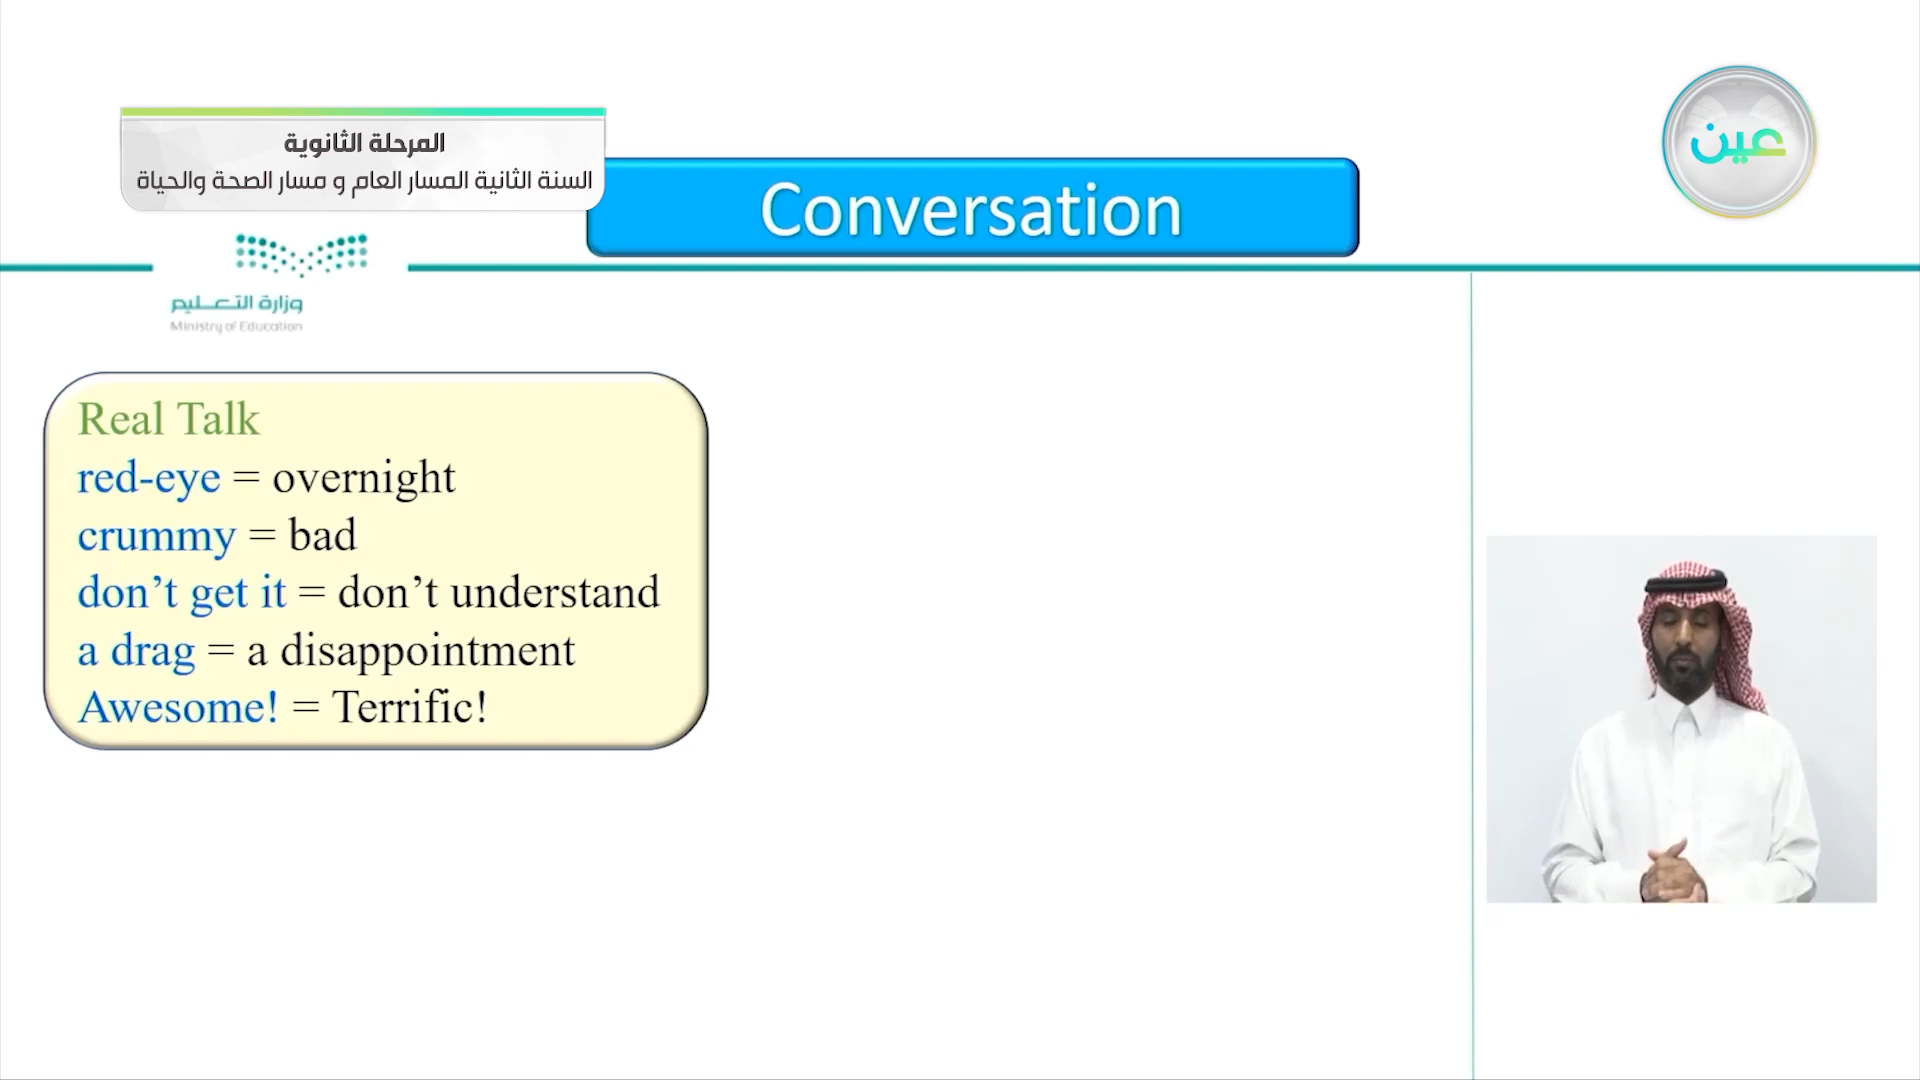 المرحلة الثانوية
السنة الثانية المسار العام و مسار الصحة والحياة
عين
Conversation
وزارة التعليم
Ministry of Education
Real Talk
red-eye = overnight
crummy = bad
don’t get it = don’t understand
a drag = a disappointment
Awesome! = Terrific!